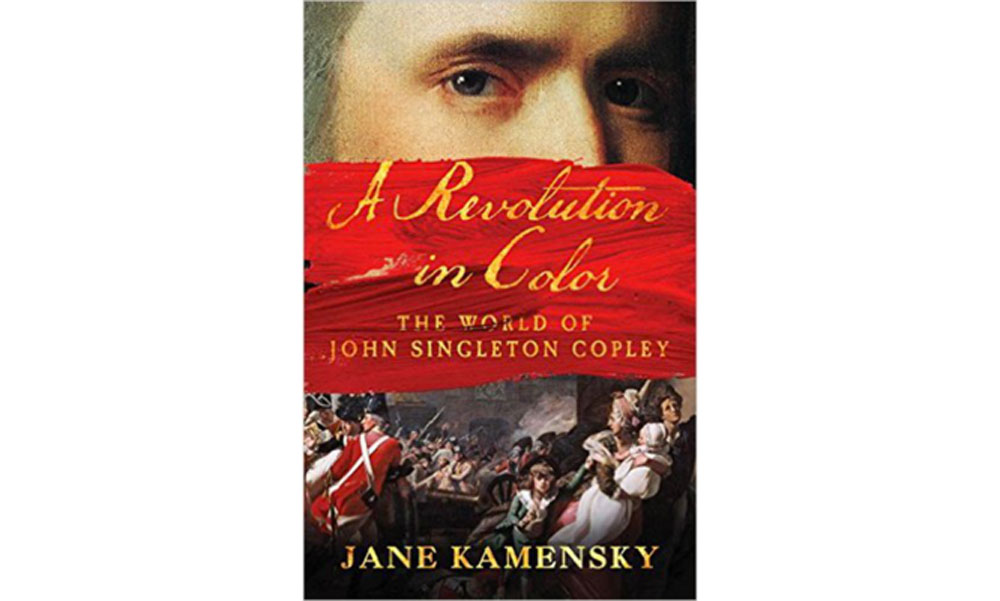 A Revolution
in Color
THE WORLD OF
JOHN SINGLETON COPLEY
JANE KAMENSKY